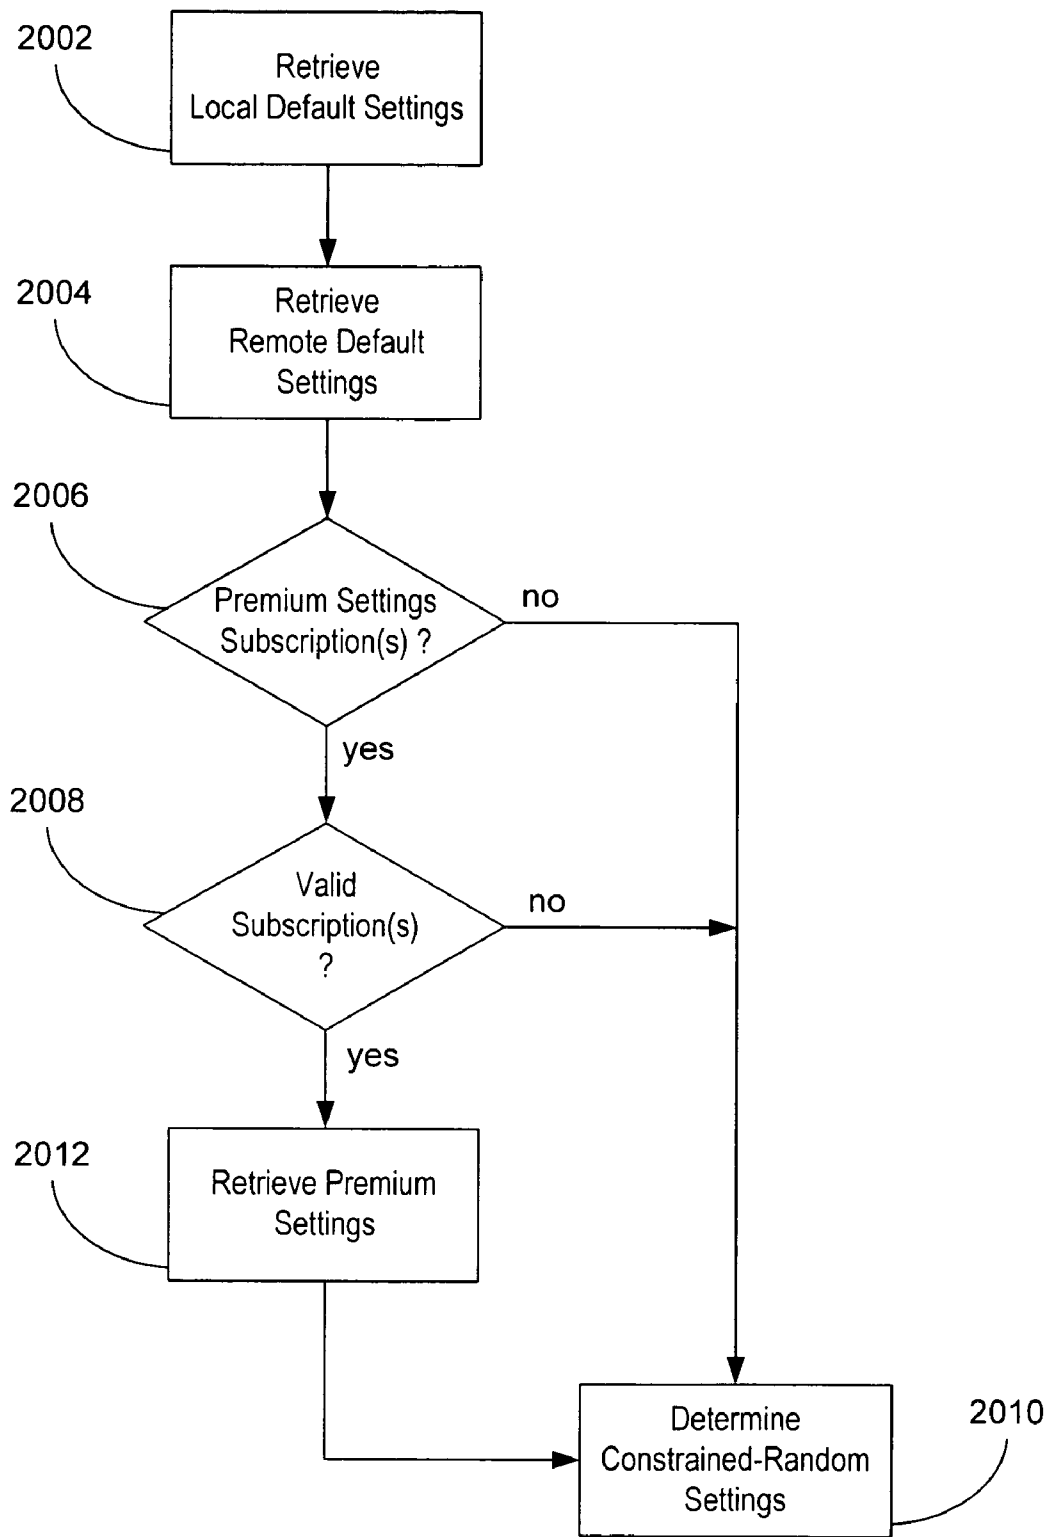 2002
Retrieve
Local Default Settings
2004
Retrieve
Remote Default
Settings
2006
Premium Settings
Subscription(s) ?
no
yes
2008
Valid
Subscription(s)
?
no
yes
2012
Retrieve Premium
Settings
2010
Determine
Constrained-Random
Settings